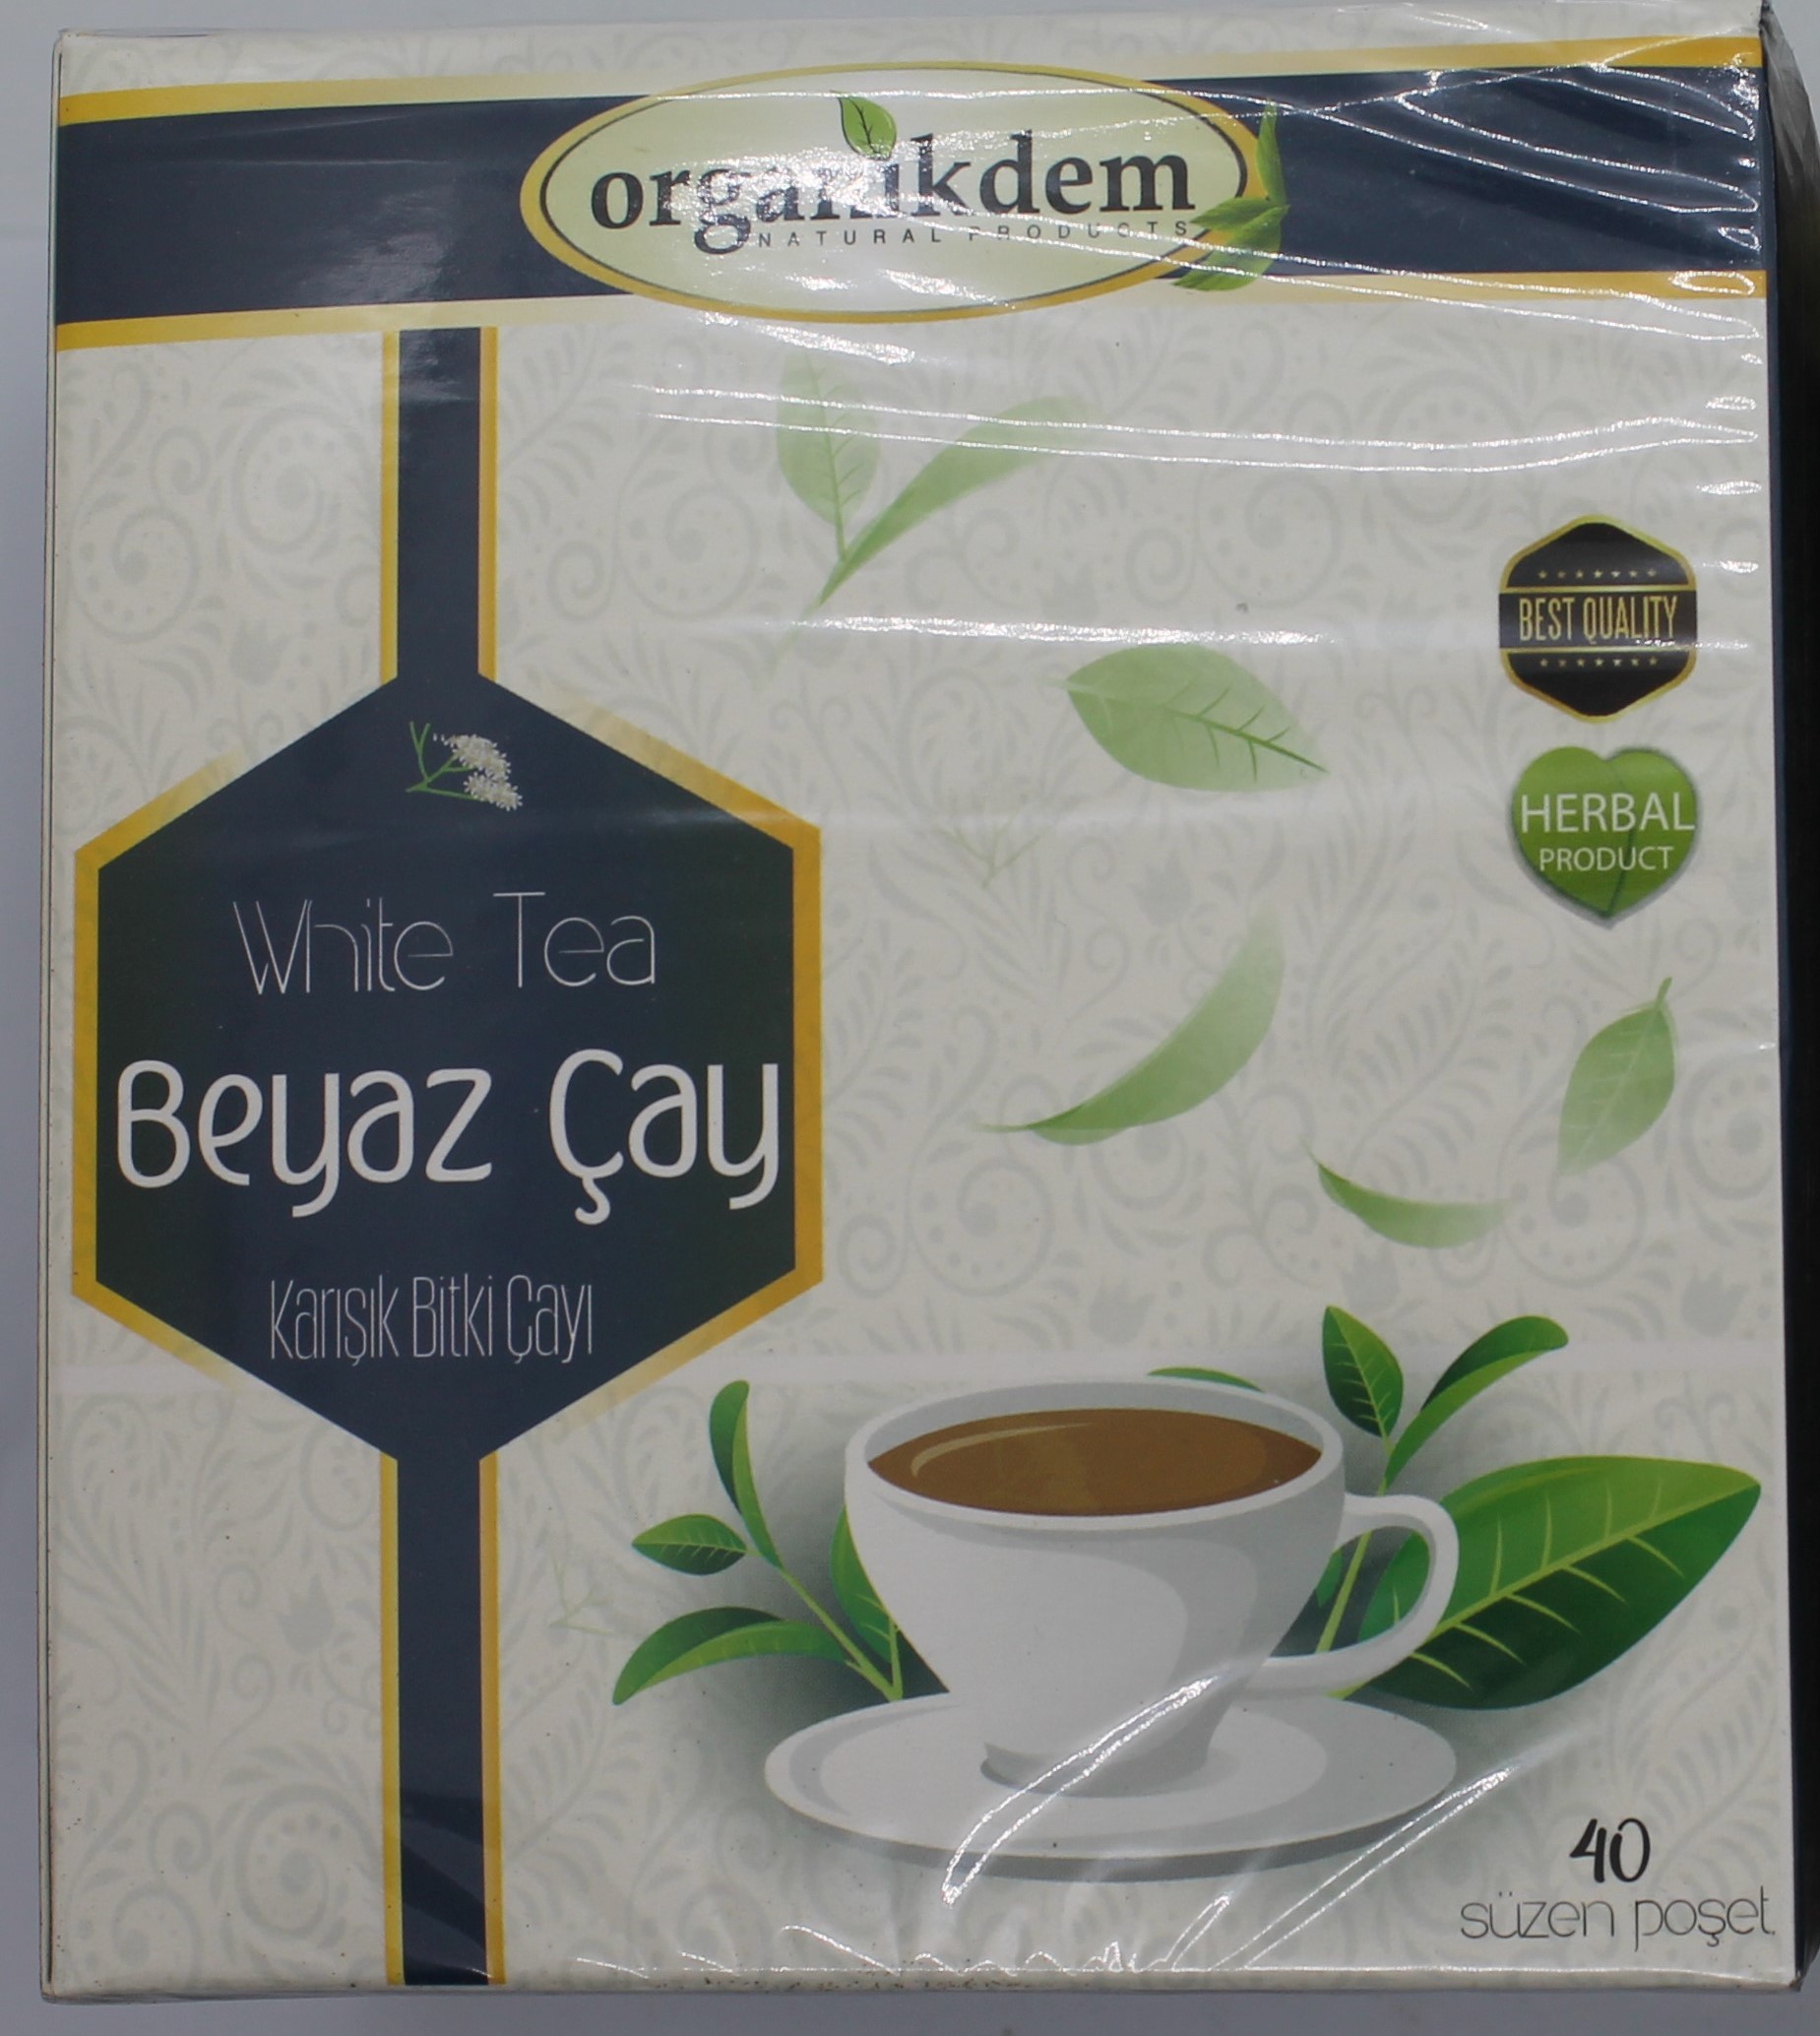 organikdem
NATURAL PRODUCTS
BEST QUALITY
HERBAL
PRODUCT
White Tea
Beyaz Çay
Karışık Bitki Çayı
40
süzen poşet